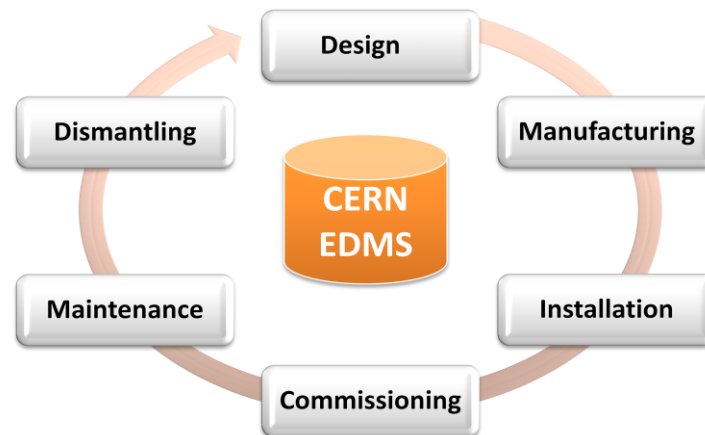 Design
Dismantling
Manufacturing
CERN
EDMS
Maintenance
Installation
Commissioning